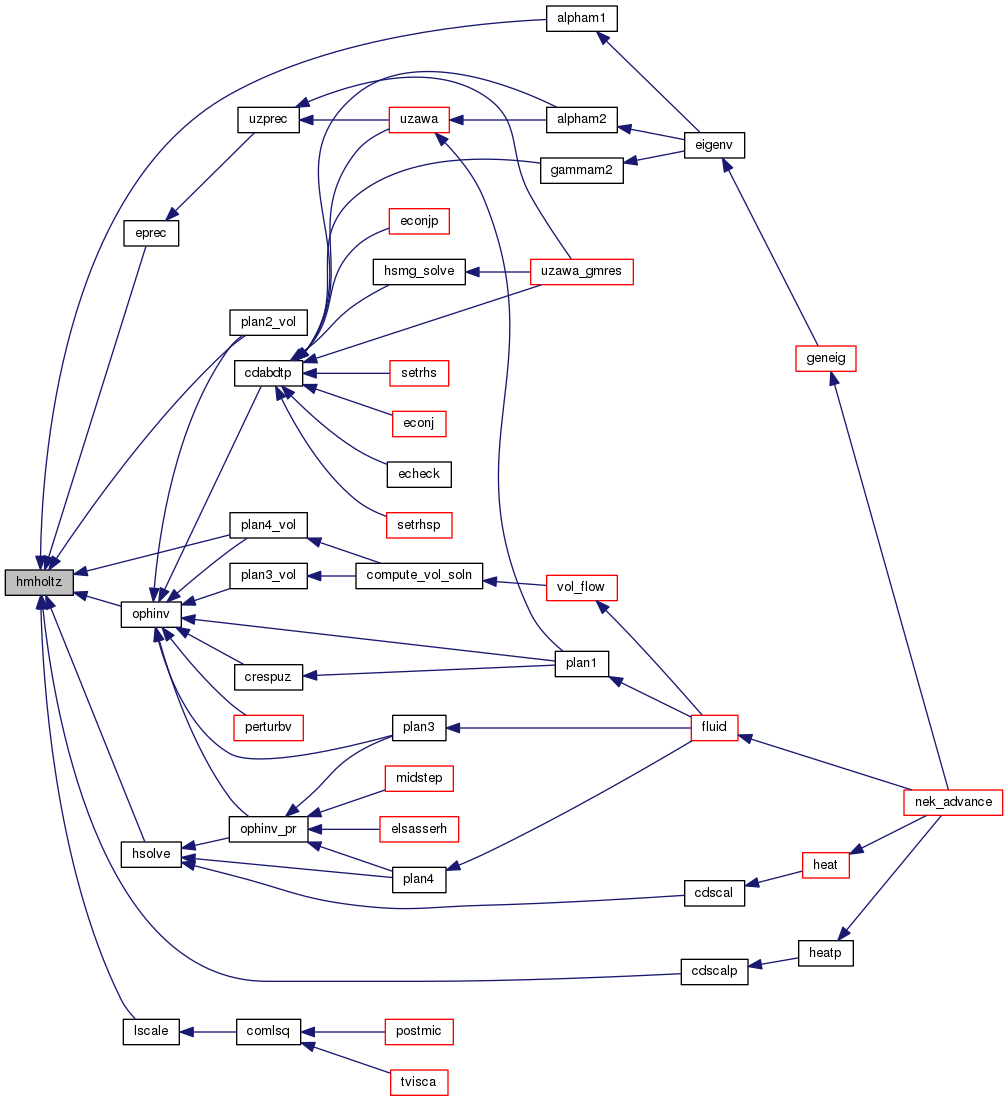 alpham1
uzprec
uzawa
alpham2
eigenv
gammam2
econjp
eprec
hsmg_solve
uzawa_gmres
plan2_vol
geneig
cdabdtp
setrhs
econj
echeck
plan4_vol
setrhsp
hmholtz
plan3_vol
compute_vol_soln
vol_flow
ophinv
plan1
crespuz
perturbv
plan3
fluid
midstep
nek_advance
ophinv_pr
elsasserh
hsolve
plan4
heat
cdscal
heatp
cdscalp
lscale
comlsq
postmic
tvisca